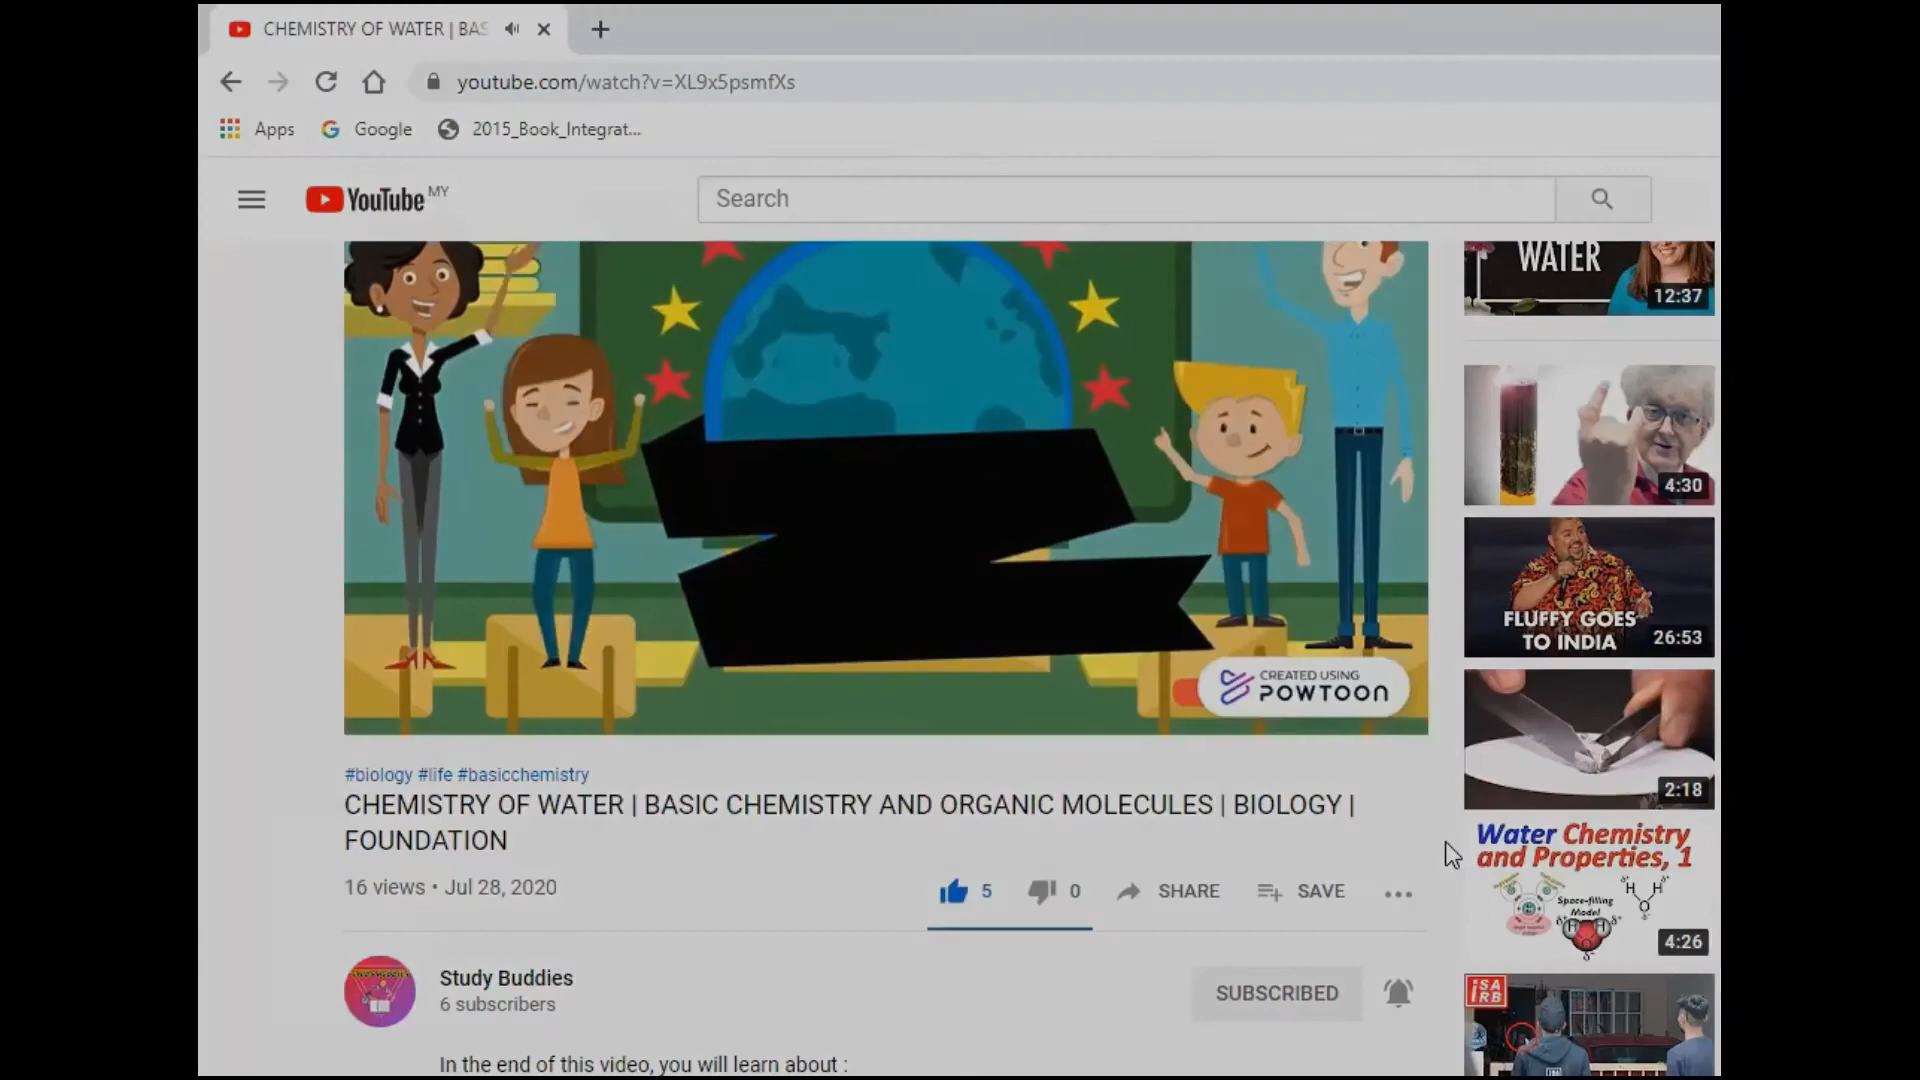 CHEMISTRY OF WATER | BAS
youtube.com/watch?v=XL9x5psmfXs
Apps Google 2015_Book_Integrat...
YouTube MY
Search
WATER
12:37
4:30
FLUFFY GOES
TO INDIA
26:53
CREATED USING
POWTOON
2:18
#biology #life #basicchemistry
CHEMISTRY OF WATER | BASIC CHEMISTRY AND ORGANIC MOLECULES | BIOLOGY |
FOUNDATION
16 views • Jul 28, 2020
5 0 SHARE SAVE
Water Chemistry
and Properties, 1
Space-filling
Model
H H
O
H H
4:26
Study Buddies
6 subscribers
SUBSCRIBED
iSA
RB
In the end of this video, you will learn about :